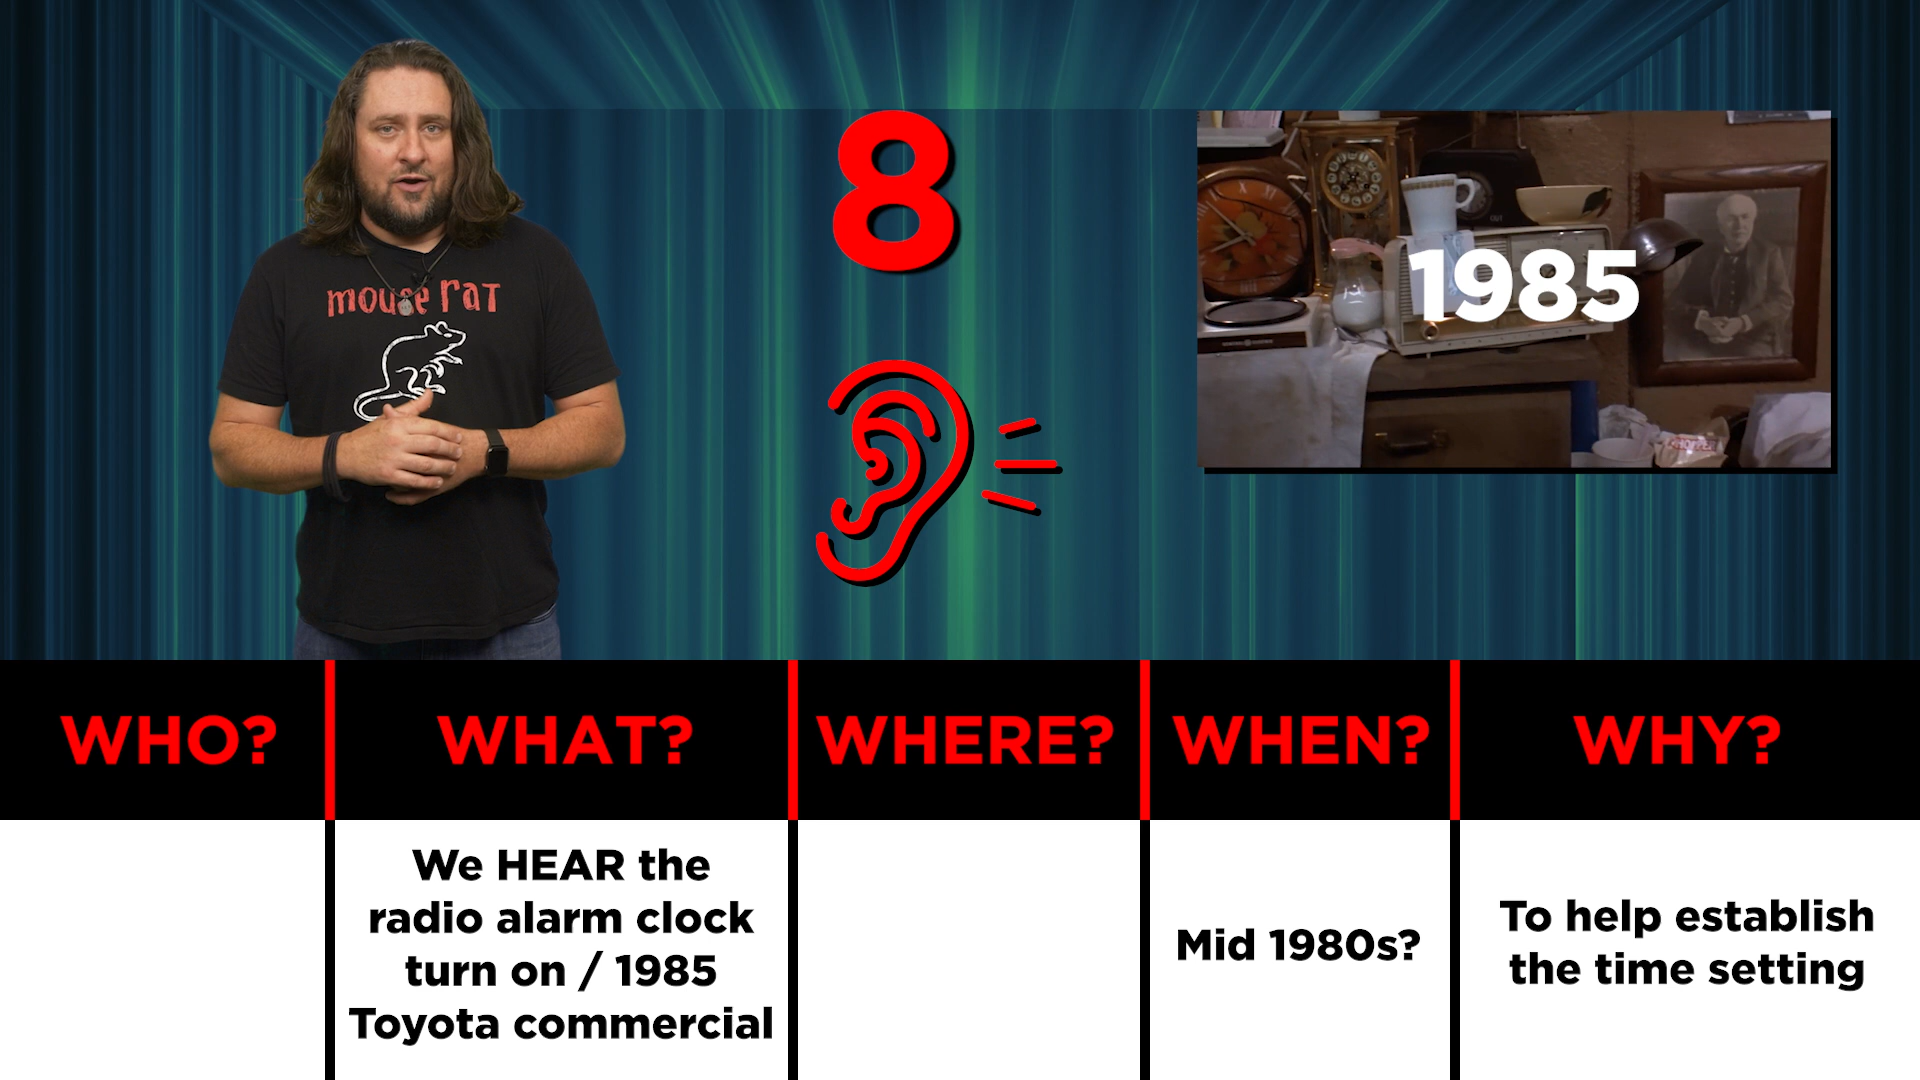 8
1985
mouse rat
WHO?
WHAT?
WHERE?
WHEN?
WHY?
We HEAR the
radio alarm clock
turn on / 1985
Toyota commercial
Mid 1980s?
To help establish
the time setting